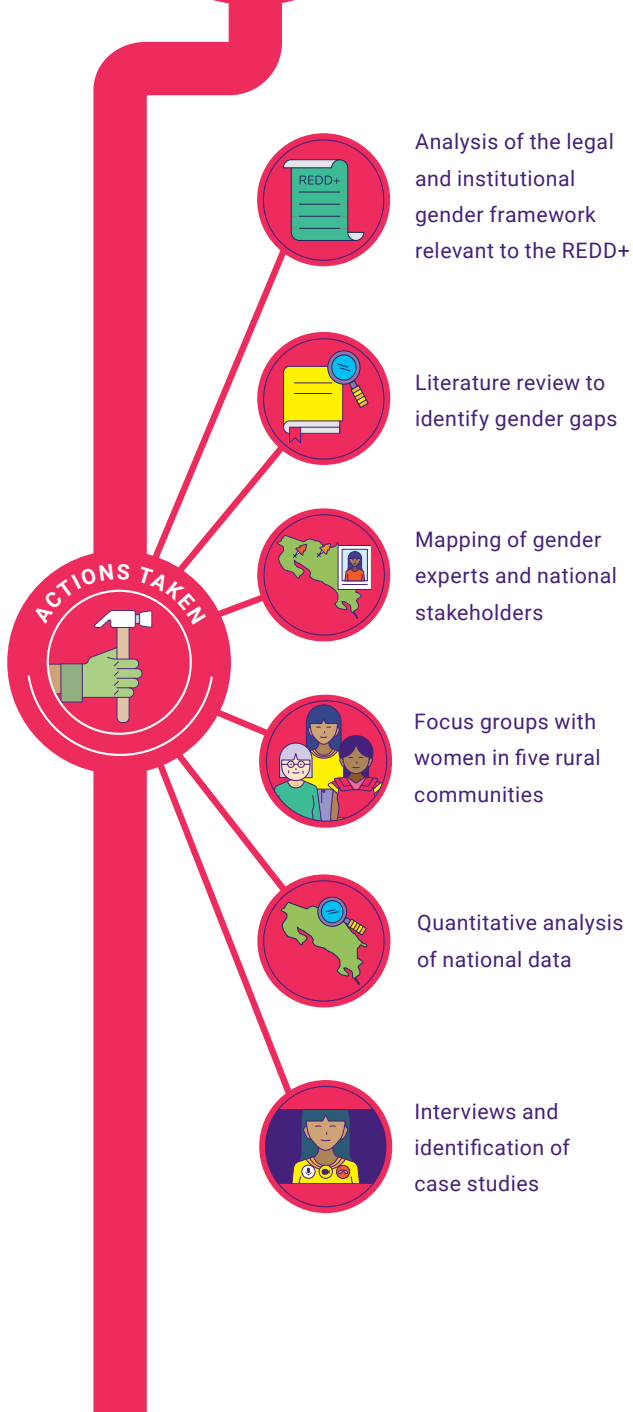 REDD+
Analysis of the legal
and institutional
gender framework
relevant to the REDD+
Literature review to
identify gender gaps
Mapping of gender
experts and national
stakeholders
ACTIONS TAKEN
Focus groups with
women in five rural
communities
Quantitative analysis
of national data
Interviews and
identification of
case studies